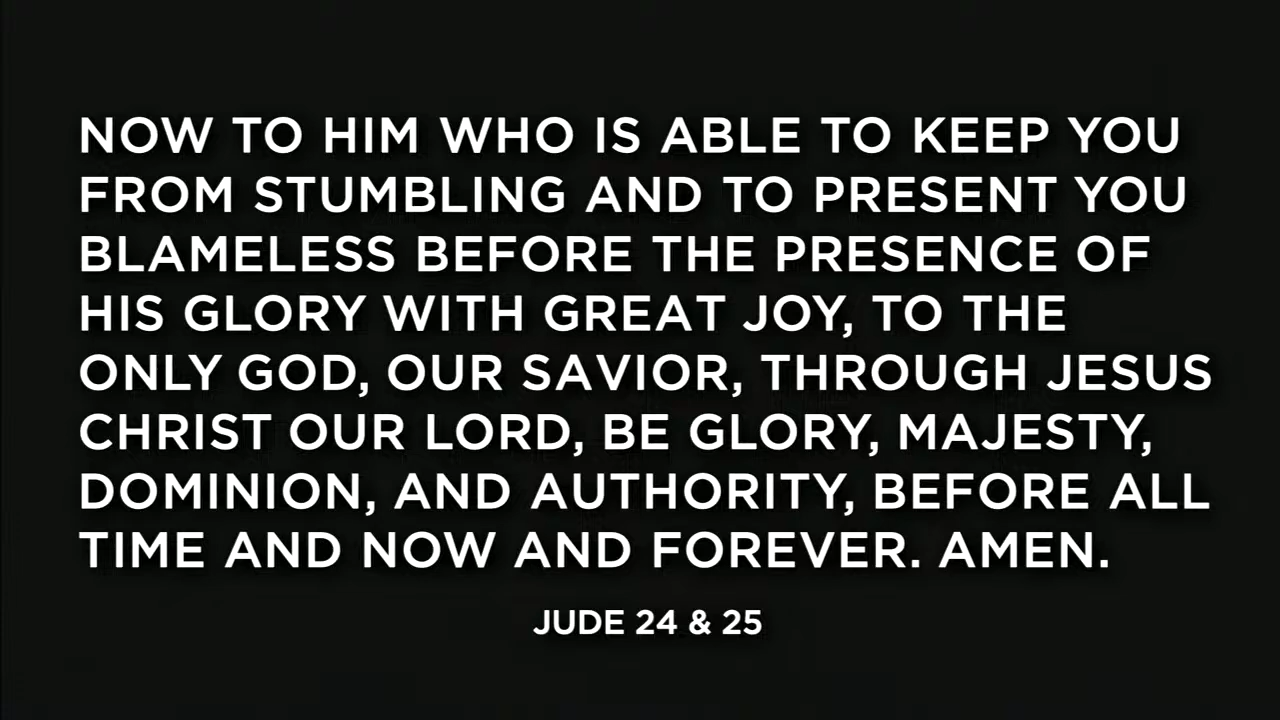 NOW TO HIM WHO IS ABLE TO KEEP YOU
FROM STUMBLING AND TO PRESENT YOU
BLAMELESS BEFORE THE PRESENCE OF
HIS GLORY WITH GREAT JOY, TO THE
ONLY GOD, OUR SAVIOR, THROUGH JESUS
CHRIST OUR LORD, BE GLORY, MAJESTY,
DOMINION, AND AUTHORITY, BEFORE ALL
TIME AND NOW AND FOREVER. AMEN.
JUDE 24 & 25